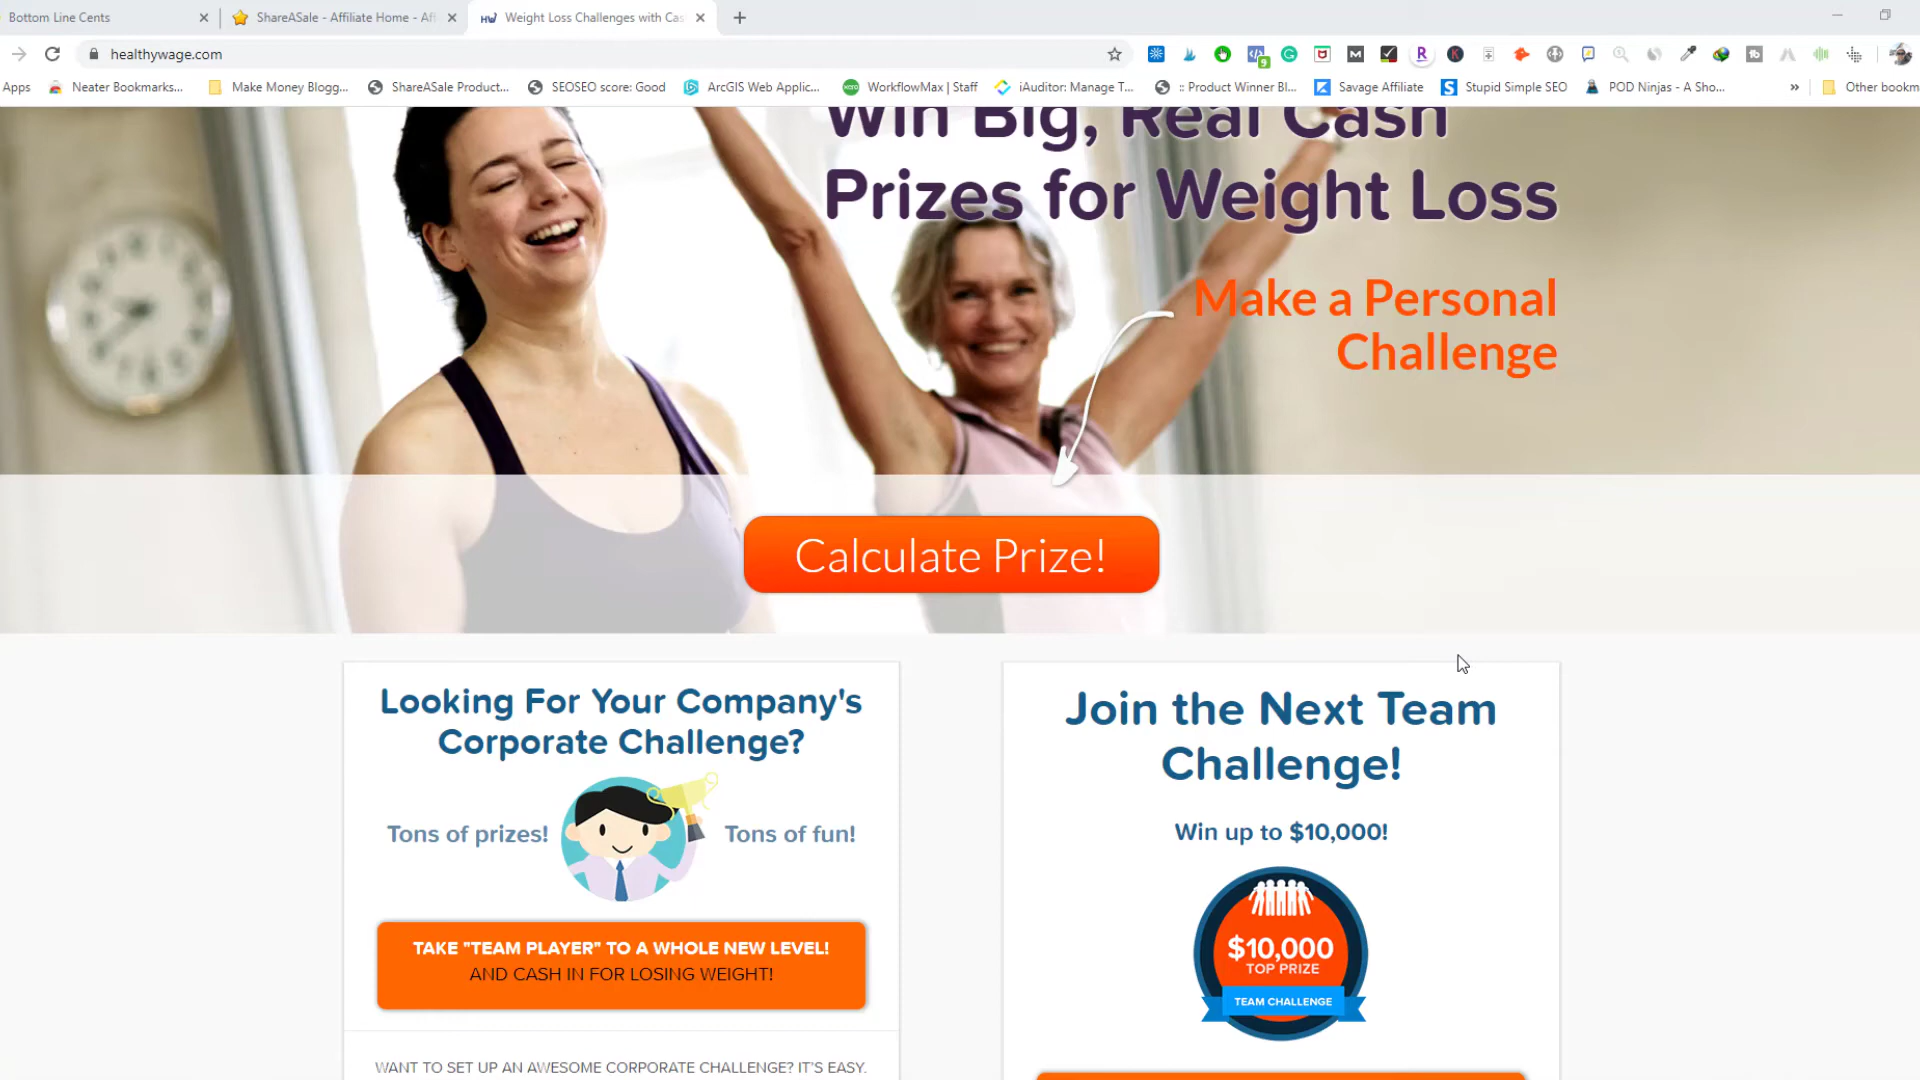 Bottom Line Cents
ShareASale - Affiliate Home - Aff
Weight Loss Challenges with Cas
healthywage.com
9
Apps
Neater Bookmarks...
Make Money Blogg...
ShareASale Product...
SEOSEO score: Good
ArcGIS Web Applic...
WorkflowMax | Staff
iAuditor: Manage T...
:: Product Winner Bl...
Savage Affiliate
Stupid Simple SEO
POD Ninjas - A Sho...
»
Other bookm
Win Big, Real Cash
Prizes for Weight Loss
Make a Personal
Challenge
Calculate Prize!
Looking For Your Company's
Corporate Challenge?
Tons of prizes!
Tons of fun!
TAKE "TEAM PLAYER" TO A WHOLE NEW LEVEL!
AND CASH IN FOR LOSING WEIGHT!
WANT TO SET UP AN AWESOME CORPORATE CHALLENGE? IT'S EASY.
Join the Next Team
Challenge!
Win up to $10,000!
$10,000
TOP PRIZE
TEAM CHALLENGE